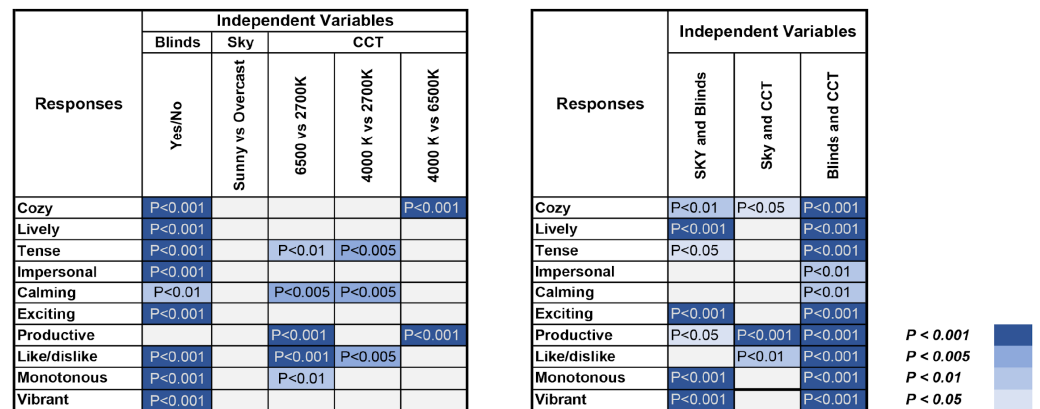 Independent Variables
Blinds Sky CCT
Responses Yes/No Sunny vs Overcast 6500 vs 2700K 4000 K vs 2700K 4000 K vs 6500K
Cozy P<0.001 P<0.001
Lively P<0.001
Tense P<0.001 P<0.01 P<0.005
Impersonal P<0.001
Calming P<0.01 P<0.005 P<0.005
Exciting P<0.001
Productive P<0.001 P<0.001
Like/dislike P<0.001 P<0.001 P<0.005
Monotonous P<0.001 P<0.01
Vibrant P<0.001
Independent Variables
Responses SKY and Blinds Sky and CCT Blinds and CCT
Cozy P<0.01 P<0.05 P<0.001
Lively P<0.001 P<0.001
Tense P<0.05 P<0.001
Impersonal P<0.01
Calming P<0.01
Exciting P<0.001 P<0.001
Productive P<0.05 P<0.001 P<0.001
Like/dislike P<0.01 P<0.001
Monotonous P<0.001 P<0.001
Vibrant P<0.001 P<0.001
P < 0.001
P < 0.005
P < 0.01
P < 0.05